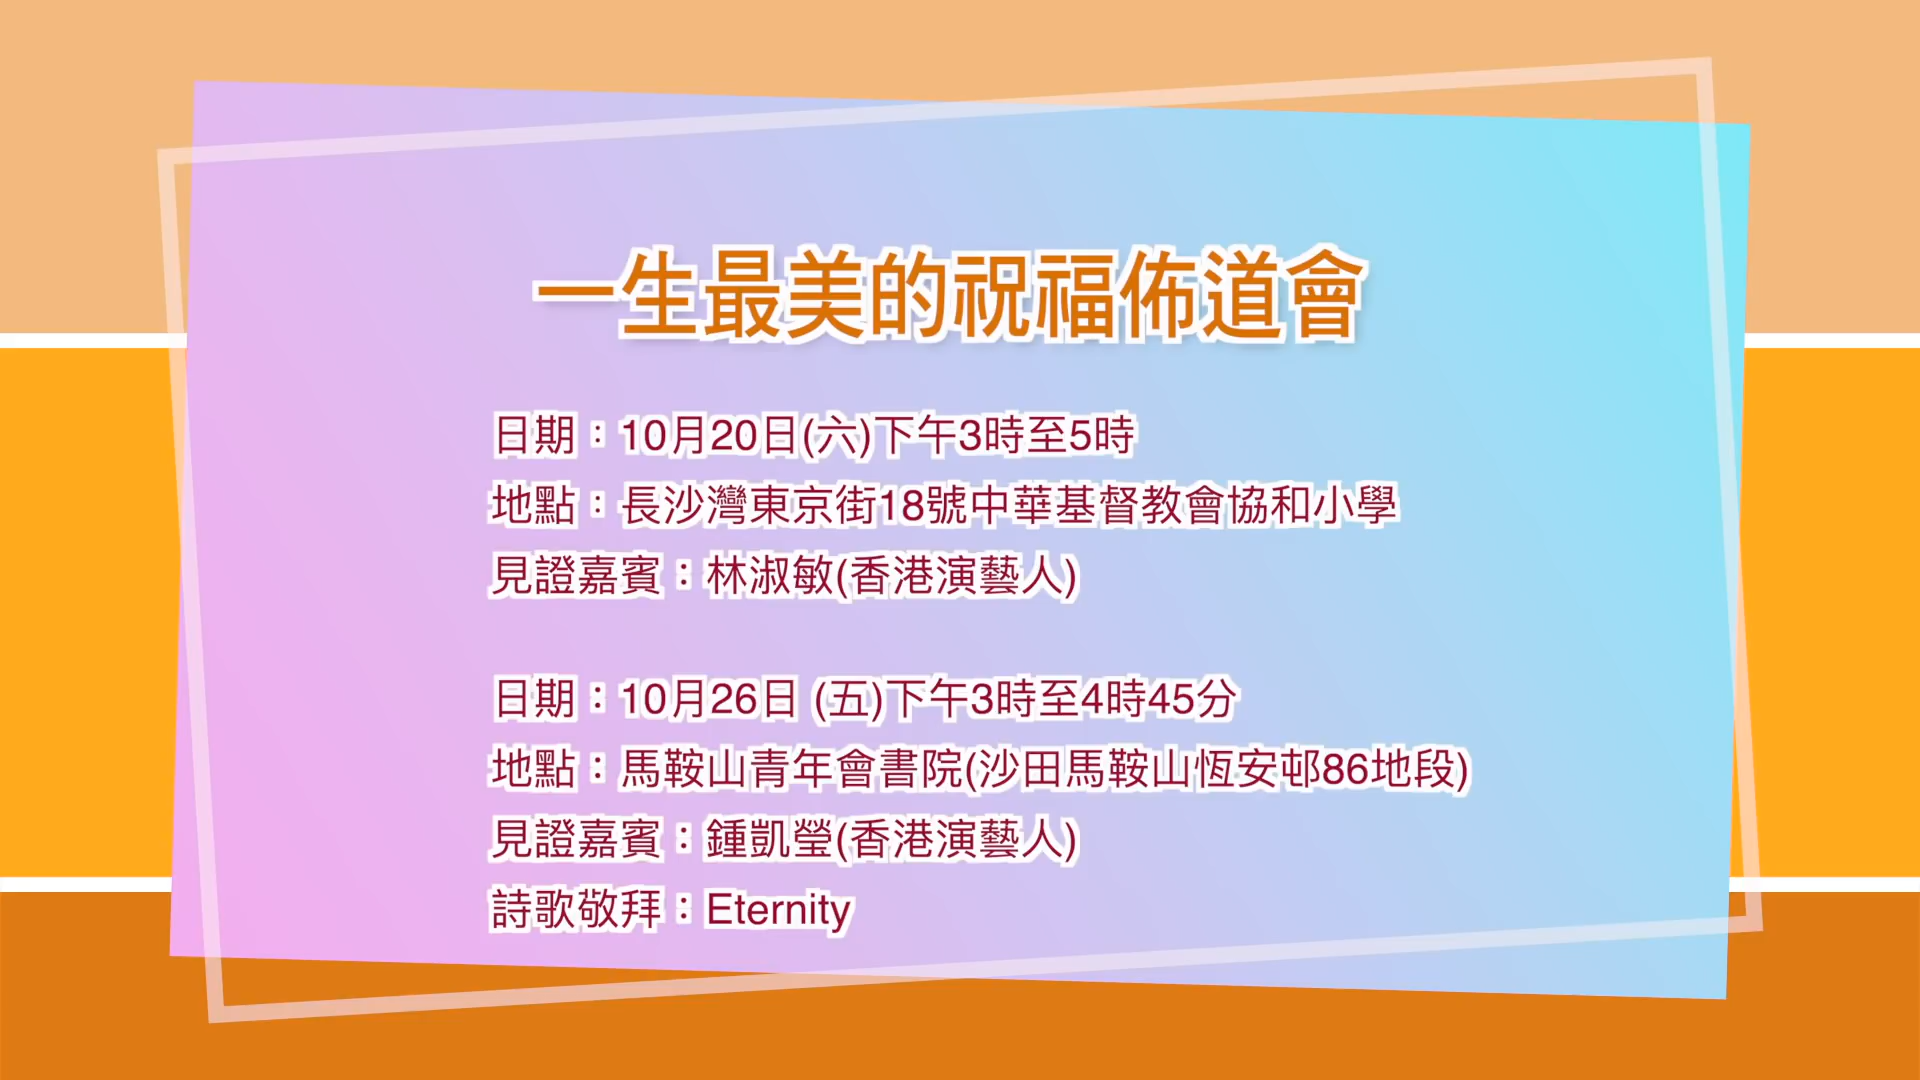 一生最美的祝福佈道會
日期：10月20日(六)下午3時至5時
地點：長沙灣東京街18號中華基督教會協和小學
見證嘉賓：林淑敏(香港演藝人)
日期：10月26日 (五)下午3時至4時45分
地點：馬鞍山青年會書院(沙田馬鞍山恆安邨86地段)
見證嘉賓：鍾凱瑩(香港演藝人)
詩歌敬拜：Eternity